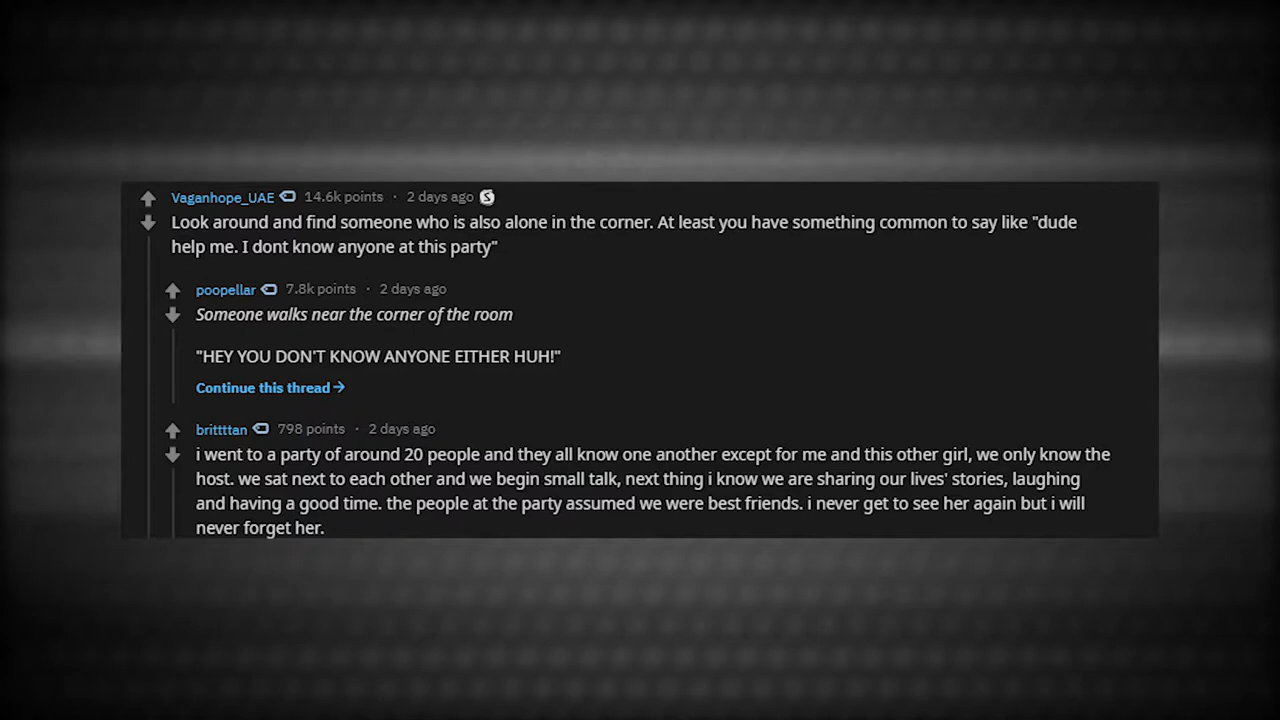 Vaganhope_UAE 14.6k points · 2 days ago S
Look around and find someone who is also alone in the corner. At least you have something common to say like "dude
help me. I dont know anyone at this party"
poopellar 7.8k points · 2 days ago
Someone walks near the corner of the room
"HEY YOU DON'T KNOW ANYONE EITHER HUH!"
Continue this thread →
brittttan 798 points · 2 days ago
i went to a party of around 20 people and they all know one another except for me and this other girl, we only know the
host. we sat next to each other and we begin small talk, next thing i know we are sharing our lives' stories, laughing
and having a good time. the people at the party assumed we were best friends. i never get to see her again but i will
never forget her.